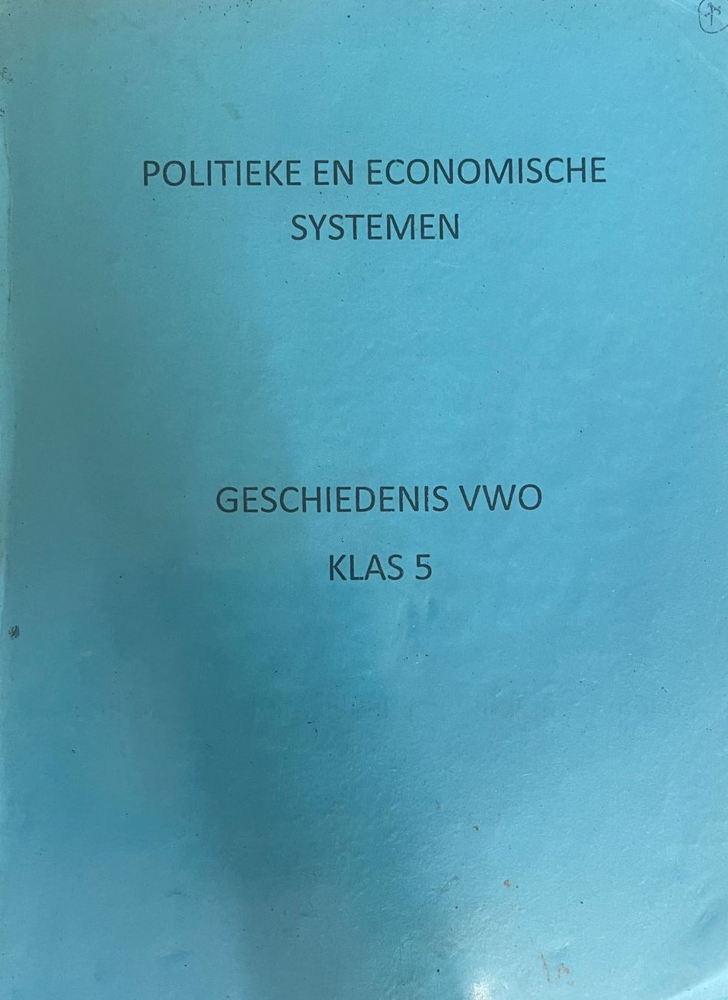 POLITIEKE EN ECONOMISCHE
SYSTEMEN
GESCHIEDENIS VWO
KLAS 5